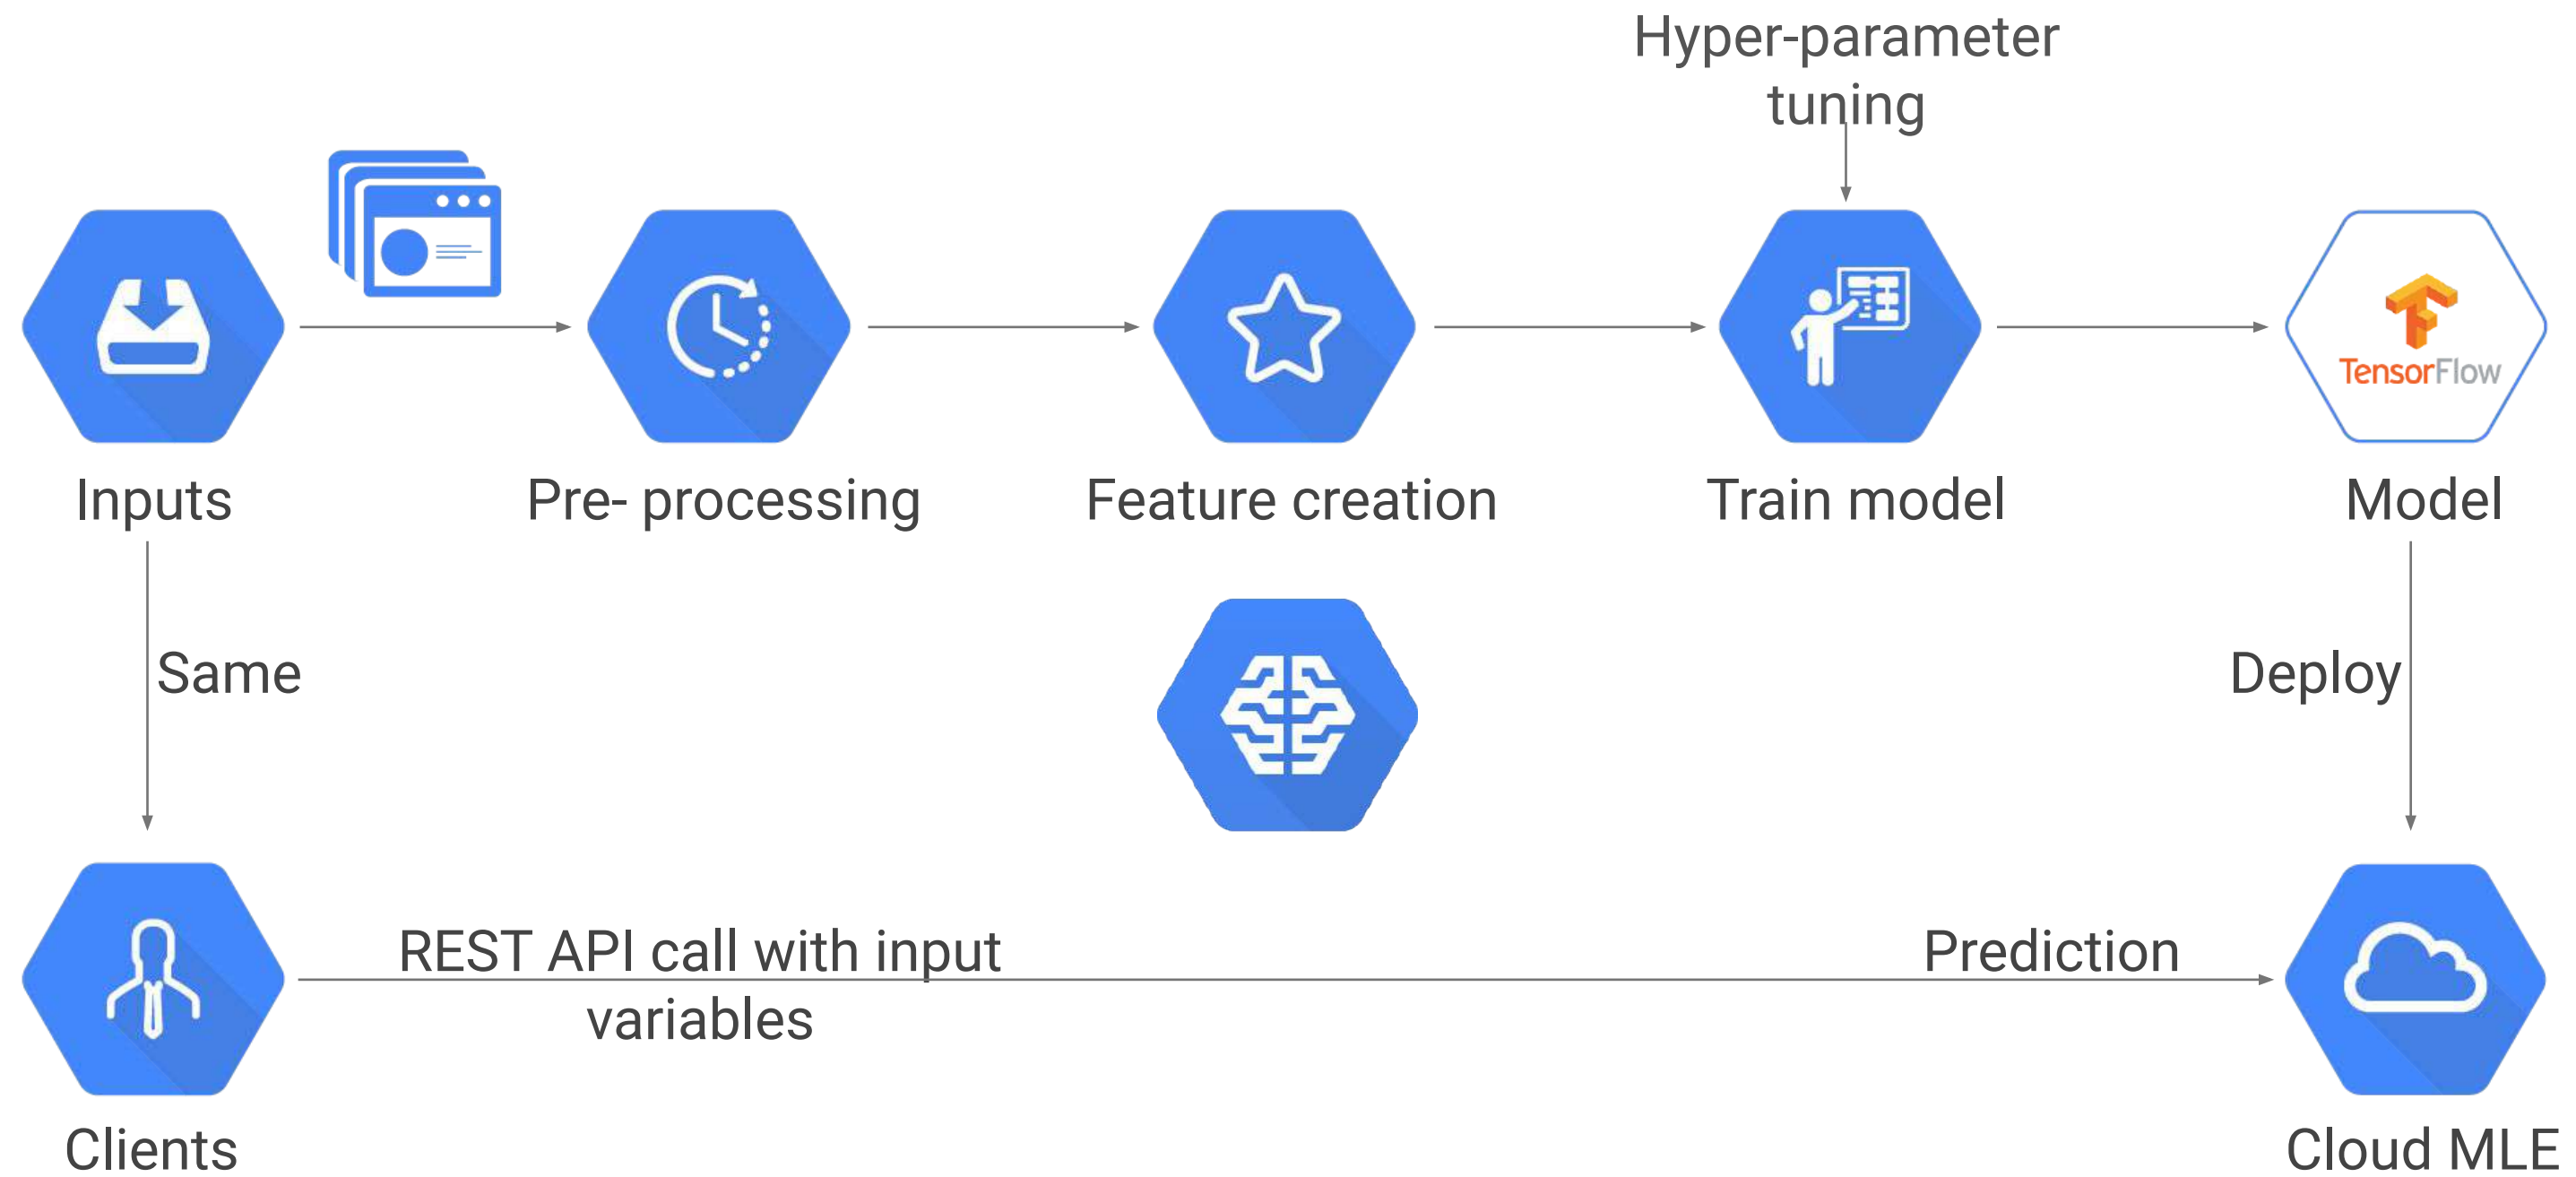 Hyper-parameter
tuning
TensorFlow
Inputs
Pre- processing
Feature creation
Train model
Model
Same
Deploy
REST API call with input
variables
Prediction
Clients
Cloud MLE